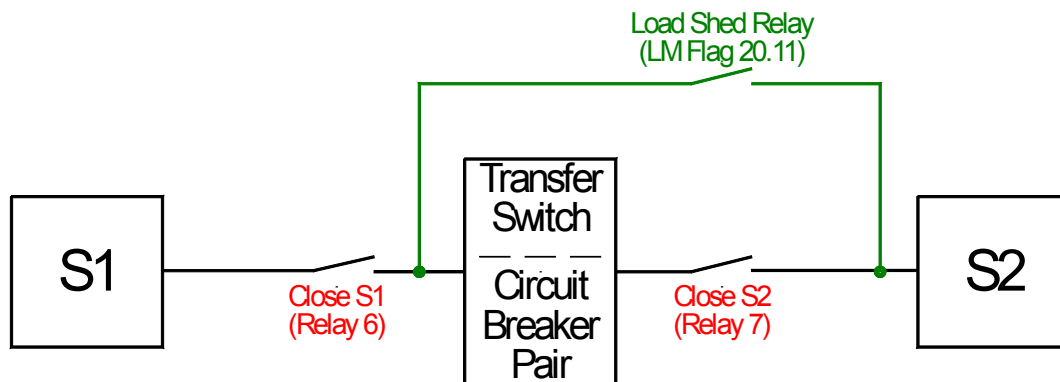 Load Shed Relay
(LM Flag 20.11)
S1
Close S1
(Relay 6)
Transfer
Switch
Circuit
Breaker
Pair
Close S2
(Relay 7)
S2